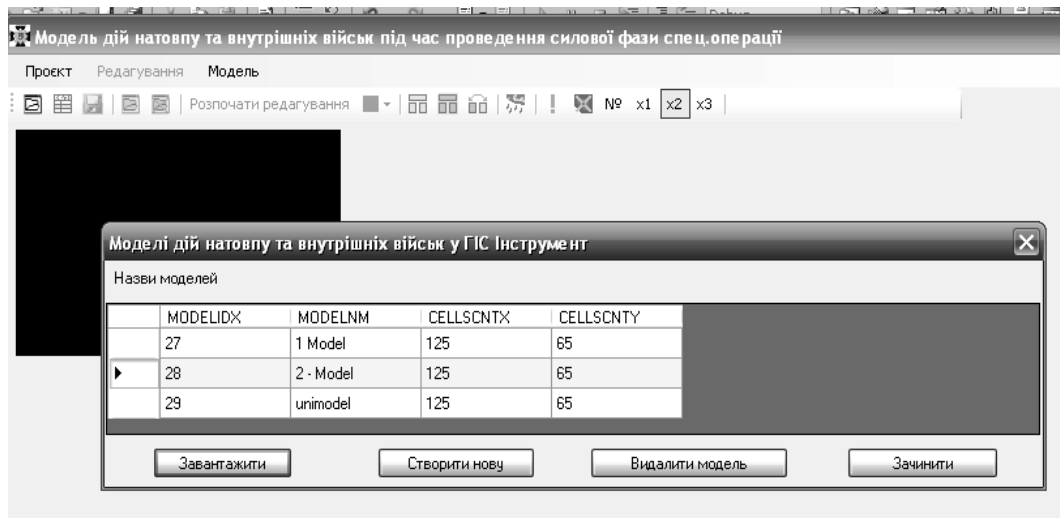 Debug
Модель дій натовпу та внутрішніх військ під час проведення силової фази спец.операції
Проєкт Редагування Модель
Розпочати редагування № x1 x2 x3
Моделі дій натовпу та внутрішніх військ у ГІС Інструмент
Назви моделей
MODELIDX MODELNM CELLSCNTX CELLSCNTY
27 1 Model 125 65
28 2 - Model 125 65
29 unimodel 125 65
Завантажити Створити нову Видалити модель Зачинити